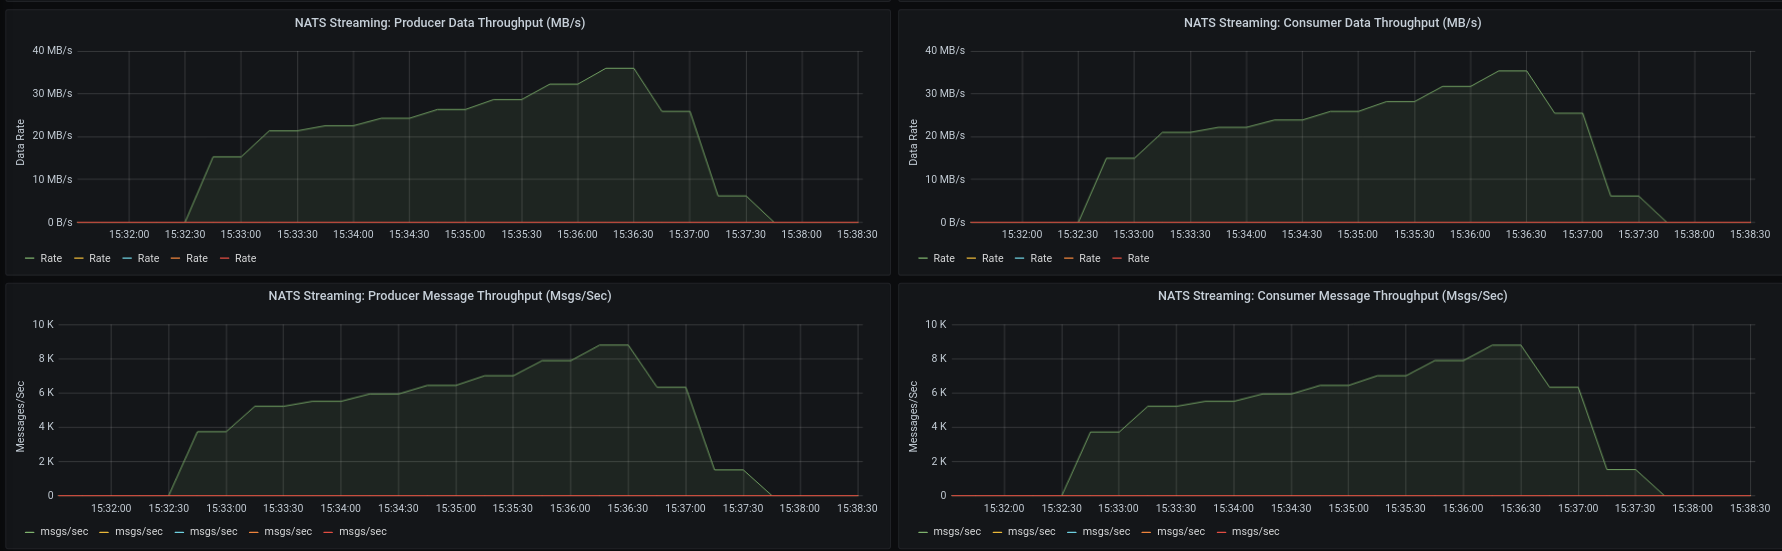 NATS Streaming: Producer Data Throughput (MB/s)
40 MB/s
30 MB/s
20 MB/s
10 MB/s
0 B/s
Data Rate
15:32:00 15:32:30 15:33:00 15:33:30 15:34:00 15:34:30 15:35:00 15:35:30 15:36:00 15:36:30 15:37:00 15:37:30 15:38:00 15:38:30
Rate Rate Rate Rate Rate
NATS Streaming: Consumer Data Throughput (MB/s)
40 MB/s
30 MB/s
20 MB/s
10 MB/s
0 B/s
Data Rate
15:32:00 15:32:30 15:33:00 15:33:30 15:34:00 15:34:30 15:35:00 15:35:30 15:36:00 15:36:30 15:37:00 15:37:30 15:38:00 15:38:30
Rate Rate Rate Rate Rate
NATS Streaming: Producer Message Throughput (Msgs/Sec)
10 K
8 K
6 K
4 K
2 K
0
Messages/Sec
15:32:00 15:32:30 15:33:00 15:33:30 15:34:00 15:34:30 15:35:00 15:35:30 15:36:00 15:36:30 15:37:00 15:37:30 15:38:00 15:38:30
msgs/sec msgs/sec msgs/sec msgs/sec msgs/sec
NATS Streaming: Consumer Message Throughput (Msgs/Sec)
10 K
8 K
6 K
4 K
2 K
0
Messages/Sec
15:32:00 15:32:30 15:33:00 15:33:30 15:34:00 15:34:30 15:35:00 15:35:30 15:36:00 15:36:30 15:37:00 15:37:30 15:38:00 15:38:30
msgs/sec msgs/sec msgs/sec msgs/sec msgs/sec